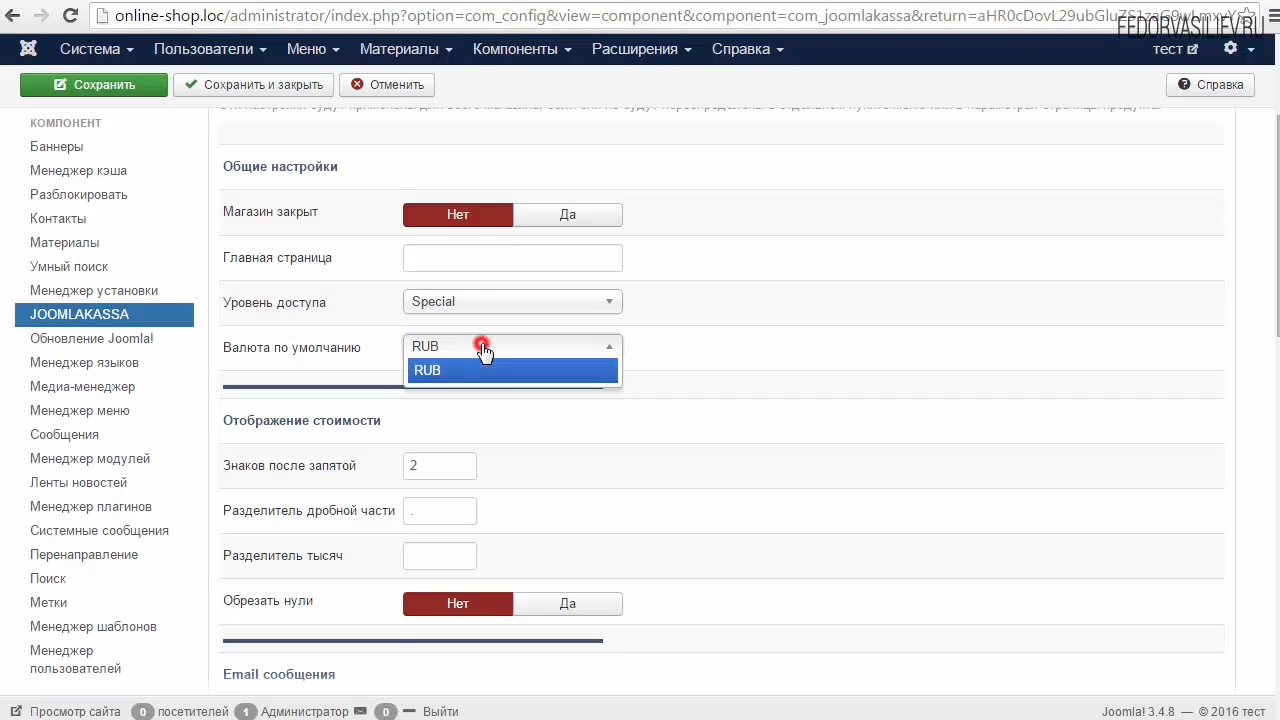 online-shop.loc/administrator/index.php?option=com_config&view=component&component=com_joomlakassa&return=
FEDORVASILIEV.RU
Система Пользователи Меню Материалы Компоненты Расширения Справка тест
Сохранить Сохранить и закрыть Отменить Справка
КОМПОНЕНТ
Баннеры
Менеджер кэша
Разблокировать
Контакты
Материалы
Умный поиск
Менеджер установки
JOOMLAKASSA
Обновление Joomla!
Менеджер языков
Медиа-менеджер
Менеджер меню
Сообщения
Менеджер модулей
Ленты новостей
Менеджер плагинов
Системные сообщения
Перенаправление
Поиск
Метки
Менеджер шаблонов
Менеджер
пользователей
Общие настройки
Магазин закрыт Нет Да
Главная страница
Уровень доступа Special
Валюта по умолчанию RUB
RUB
Отображение стоимости
Знаков после запятой 2
Разделитель дробной части .
Разделитель тысяч
Обрезать нули Нет Да
Email сообщения
Просмотр сайта 0 посетителей 1 Администратор 0 Выйти
Joomla! 3.4.8 — © 2016 тест